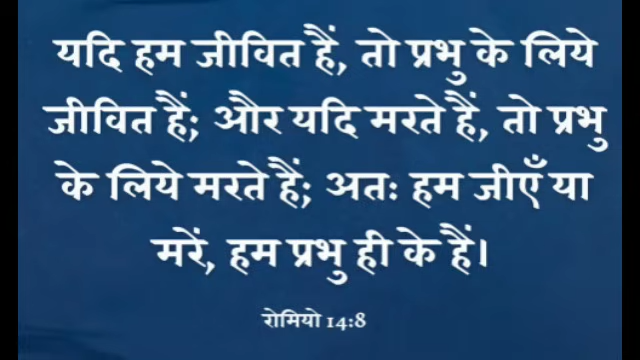 यदि हम जीवित हैं, तो प्रभु के लिये
जीवित हैं; और यदि मरते हैं, तो प्रभु
के लिये मरते हैं; अतः हम जीएँ या
मरें, हम प्रभु ही के हैं।
रोमियो 14:8